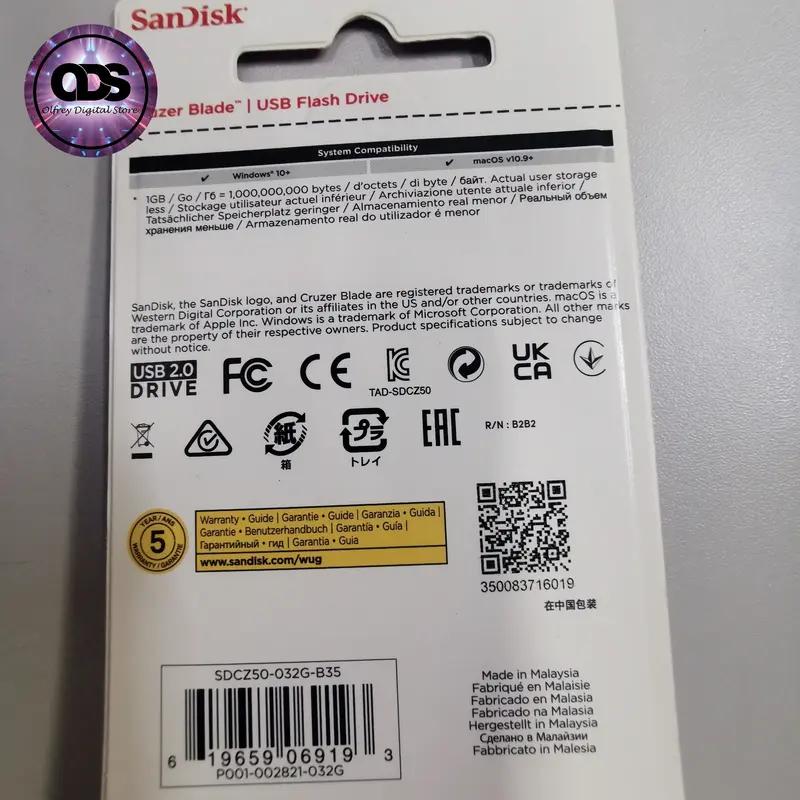 SanDisk
ODS
Olfrey Digital Store
uzer Blade™ | USB Flash Drive
System Compatibility
✓ Windows® 10+ ✓ macOS v10.9+
* 1GB / Go / Гб = 1,000,000,000 bytes / d'octets / di byte / байт. Actual user storage
less / Stockage utilisateur actuel inférieur / Archiviazione utente attuale inferior /
Tatsächlicher Speicherplatz geringer / Almacenamiento real menor / Реальный объем
хранения меньше / Armazenamento real do utilizador é menor
SanDisk, the SanDisk logo, and Cruzer Blade are registered trademarks or trademarks of
Western Digital Corporation or its affiliates in the US and/or other countries. macOS is a
trademark of Apple Inc. Windows is a trademark of Microsoft Corporation. All other marks
are the property of their respective owners. Product specifications subject to change
without notice.
USB 2.0
DRIVE
FC CE
TAD-SDCZ50
UK
CA
紙
箱
プラ
トレイ
EAC
R/N : B2B2
YEAR/ANS
5
WARRANTY/GARANTIE
Warranty • Guide | Garantie • Guide | Garanzia • Guida |
Garantie • Benutzerhandbuch | Garantía • Guía |
Гарантийный • гид | Garantia • Guia
www.sandisk.com/wug
350083716019
在中国包装
SDCZ50-032G-B35
6 19659 06919 3
P001-002821-032G
Made in Malaysia
Fabriqué en Malaisie
Fabricado en Malasia
Fabricado na Malasia
Hergestellt in Malaysia
Сделано в Малайзии
Fabbricato in Malesia